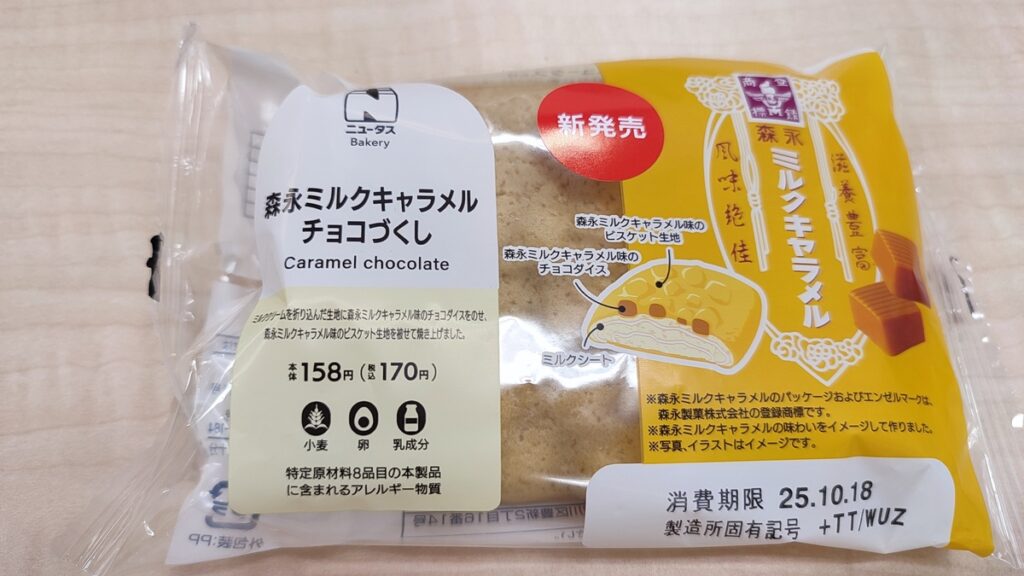 ニュータス
Bakery
森永ミルクキャラメル
チョコづくし
Caramel chocolate
ミルククリームを折り込んだ生地に森永ミルクキャラメル味のチョコダイスをのせ、
森永ミルクキャラメル味のビスケット生地を被せて焼き上げました。
本体 158円 (税込 170円)
小麦 卵 乳成分
特定原材料8品目の本製品
に含まれるアレルギー物質
新発売
商登
標録
森永
ミルクキャラメル
滋養豊富
風味絶佳
森永ミルクキャラメル味の
ビスケット生地
森永ミルクキャラメル味の
チョコダイス
ミルクシート
※森永ミルクキャラメルのパッケージおよびエンゼルマークは、
森永製菓株式会社の登録商標です。
※森永ミルクキャラメルの味わいをイメージして作りました。
※写真、イラストはイメージです。
消費期限 25.10.18
製造所固有記号 +TT/WUZ
外包装:PP